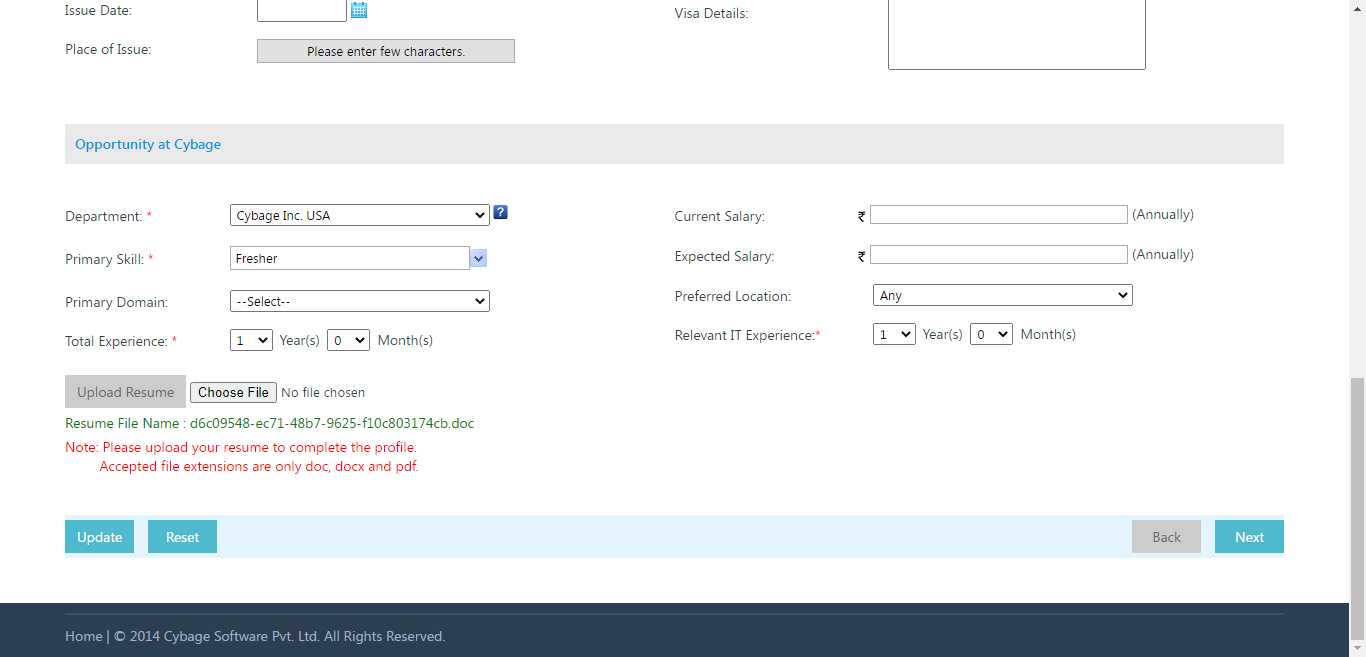 Issue Date:
Visa Details:
Place of Issue:
Please enter few characters.
Opportunity at Cybage
Department: *
Cybage Inc. USA
?
Primary Skill: *
Fresher
Primary Domain:
--Select--
Total Experience: *
1 Year(s) 0 Month(s)
Current Salary:
₹ (Annually)
Expected Salary:
₹ (Annually)
Preferred Location:
Any
Relevant IT Experience:*
1 Year(s) 0 Month(s)
Upload Resume Choose File No file chosen
Resume File Name : d6c09548-ec71-48b7-9625-f10c803174cb.doc
Note: Please upload your resume to complete the profile.
Accepted file extensions are only doc, docx and pdf.
Update Reset Back Next
Home | © 2014 Cybage Software Pvt. Ltd. All Rights Reserved.